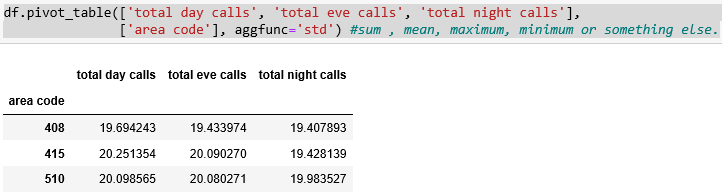 df.pivot_table(['total day calls', 'total eve calls', 'total night calls'],
['area code'], aggfunc='std') #sum , mean, maximum, minimum or something else.
total day calls total eve calls total night calls
area code
408 19.694243 19.433974 19.407893
415 20.251354 20.090270 19.428139
510 20.098565 20.080271 19.983527